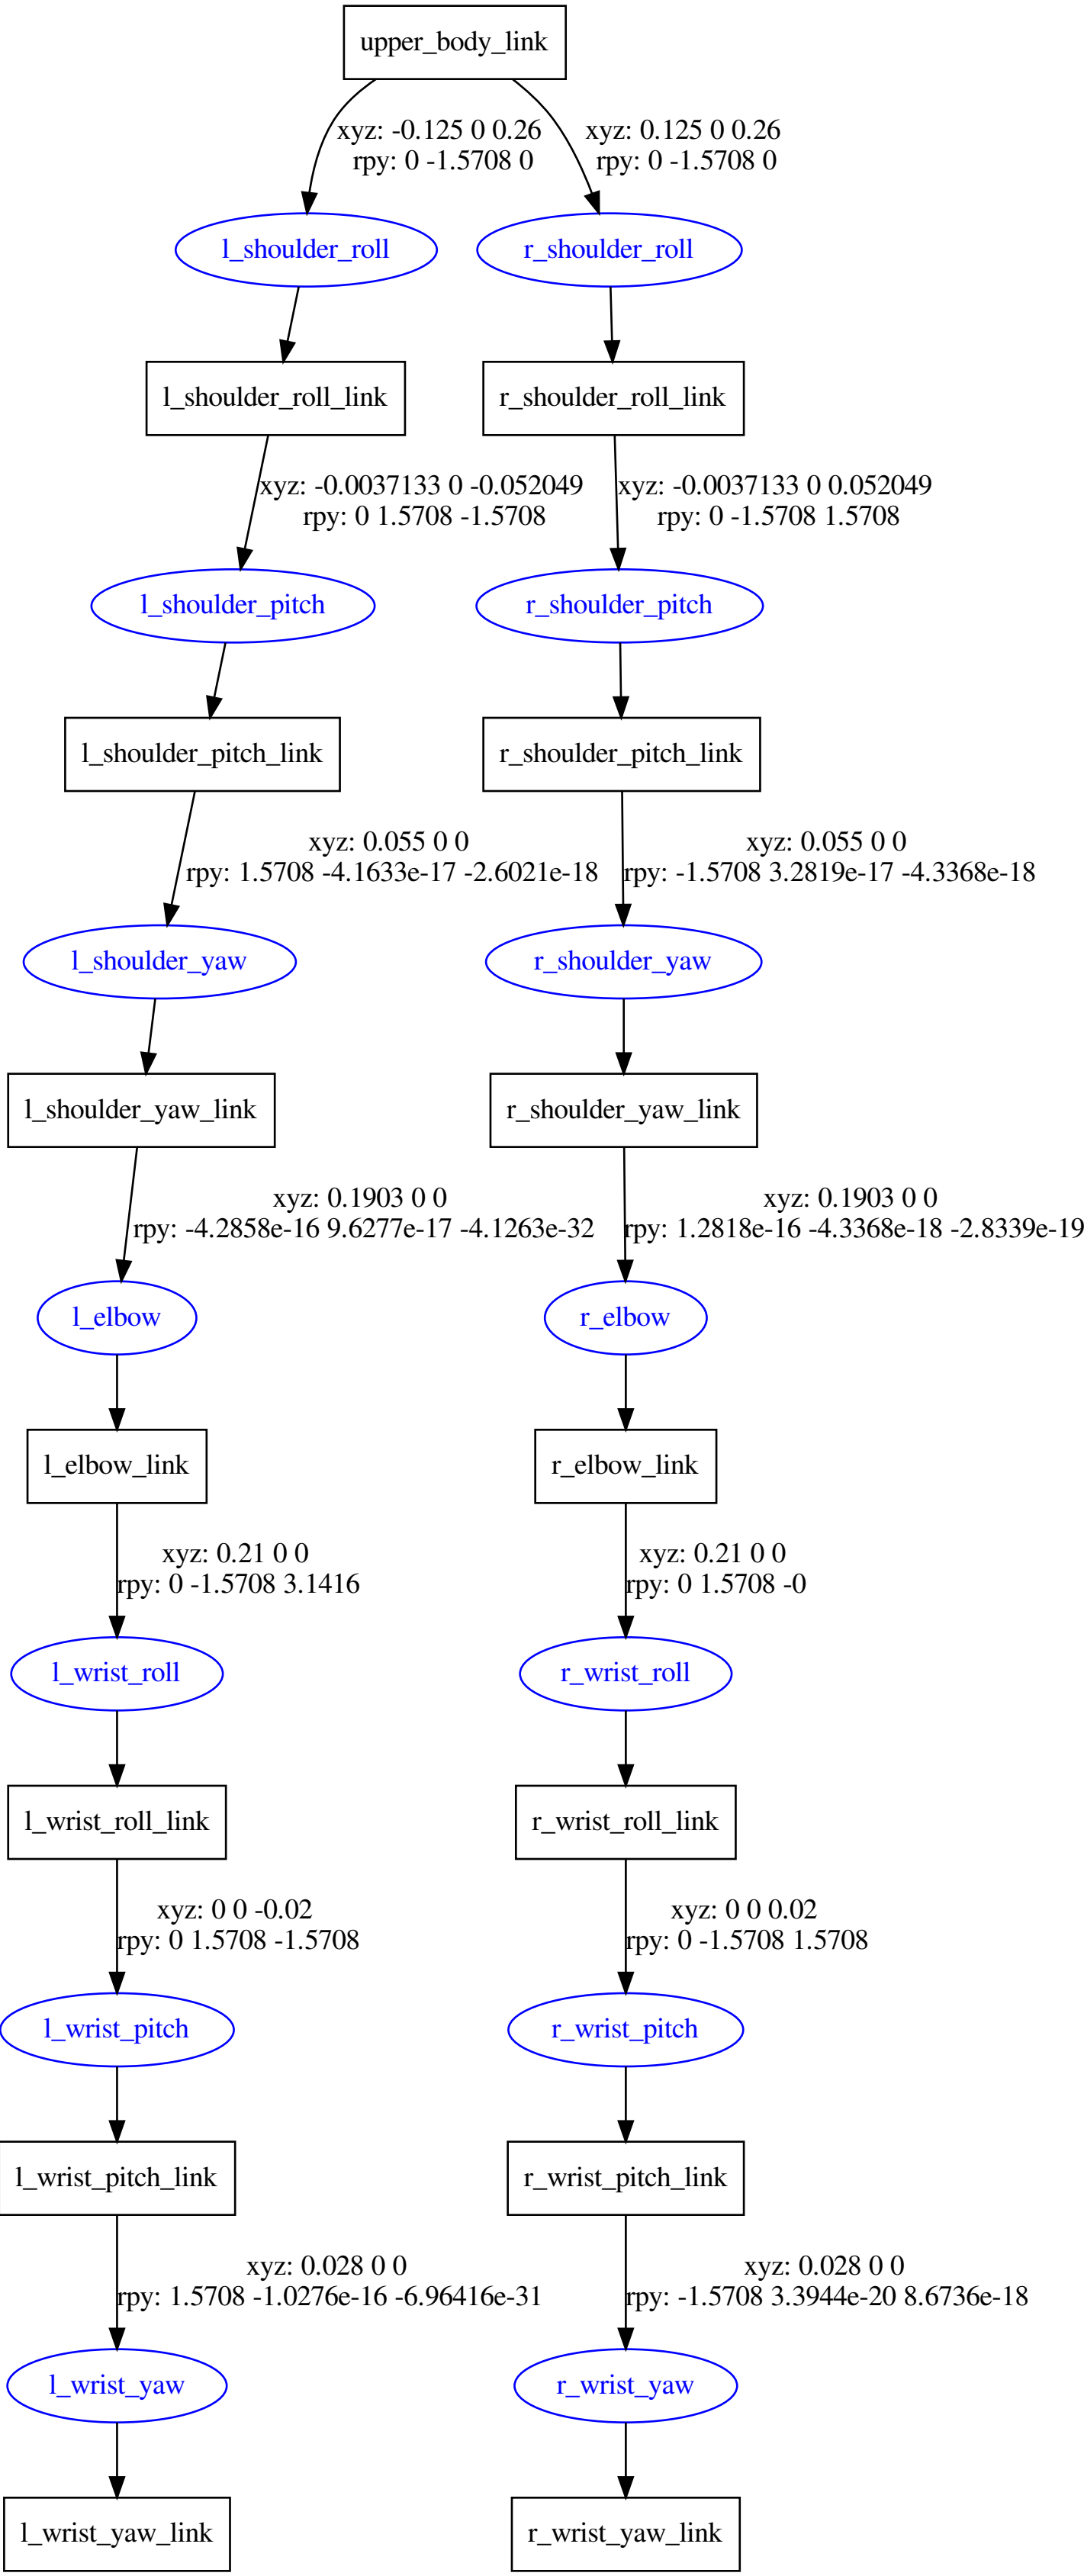 upper_body_link
xyz: -0.125 0 0.26
rpy: 0 -1.5708 0
xyz: 0.125 0 0.26
rpy: 0 -1.5708 0
l_shoulder_roll
r_shoulder_roll
l_shoulder_roll_link
r_shoulder_roll_link
xyz: -0.0037133 0 -0.052049
rpy: 0 1.5708 -1.5708
xyz: -0.0037133 0 0.052049
rpy: 0 -1.5708 1.5708
l_shoulder_pitch
r_shoulder_pitch
l_shoulder_pitch_link
r_shoulder_pitch_link
xyz: 0.055 0 0
rpy: 1.5708 -4.1633e-17 -2.6021e-18
xyz: 0.055 0 0
rpy: -1.5708 3.2819e-17 -4.3368e-18
l_shoulder_yaw
r_shoulder_yaw
l_shoulder_yaw_link
r_shoulder_yaw_link
xyz: 0.1903 0 0
rpy: -4.2858e-16 9.6277e-17 -4.1263e-32
xyz: 0.1903 0 0
rpy: 1.2818e-16 -4.3368e-18 -2.8339e-19
l_elbow
r_elbow
l_elbow_link
r_elbow_link
xyz: 0.21 0 0
rpy: 0 -1.5708 3.1416
xyz: 0.21 0 0
rpy: 0 1.5708 -0
l_wrist_roll
r_wrist_roll
l_wrist_roll_link
r_wrist_roll_link
xyz: 0 0 -0.02
rpy: 0 1.5708 -1.5708
xyz: 0 0 0.02
rpy: 0 -1.5708 1.5708
l_wrist_pitch
r_wrist_pitch
l_wrist_pitch_link
r_wrist_pitch_link
xyz: 0.028 0 0
rpy: 1.5708 -1.0276e-16 -6.96416e-31
xyz: 0.028 0 0
rpy: -1.5708 3.3944e-20 8.6736e-18
l_wrist_yaw
r_wrist_yaw
l_wrist_yaw_link
r_wrist_yaw_link